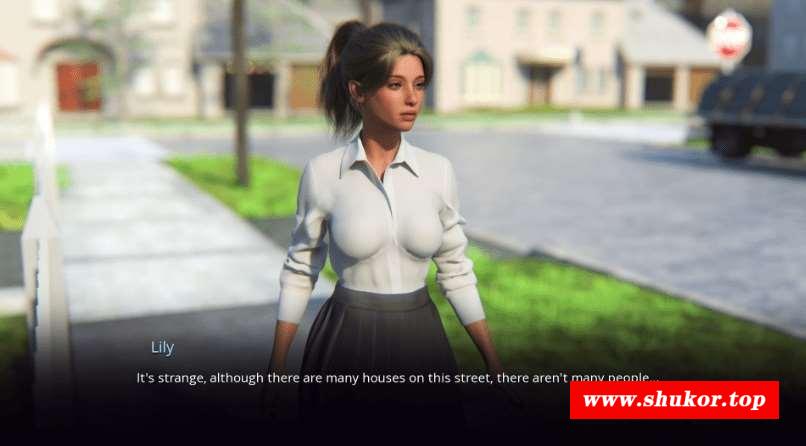 Lily
It's strange, although there are many houses on this street, there aren't many people...
www.shukor.top